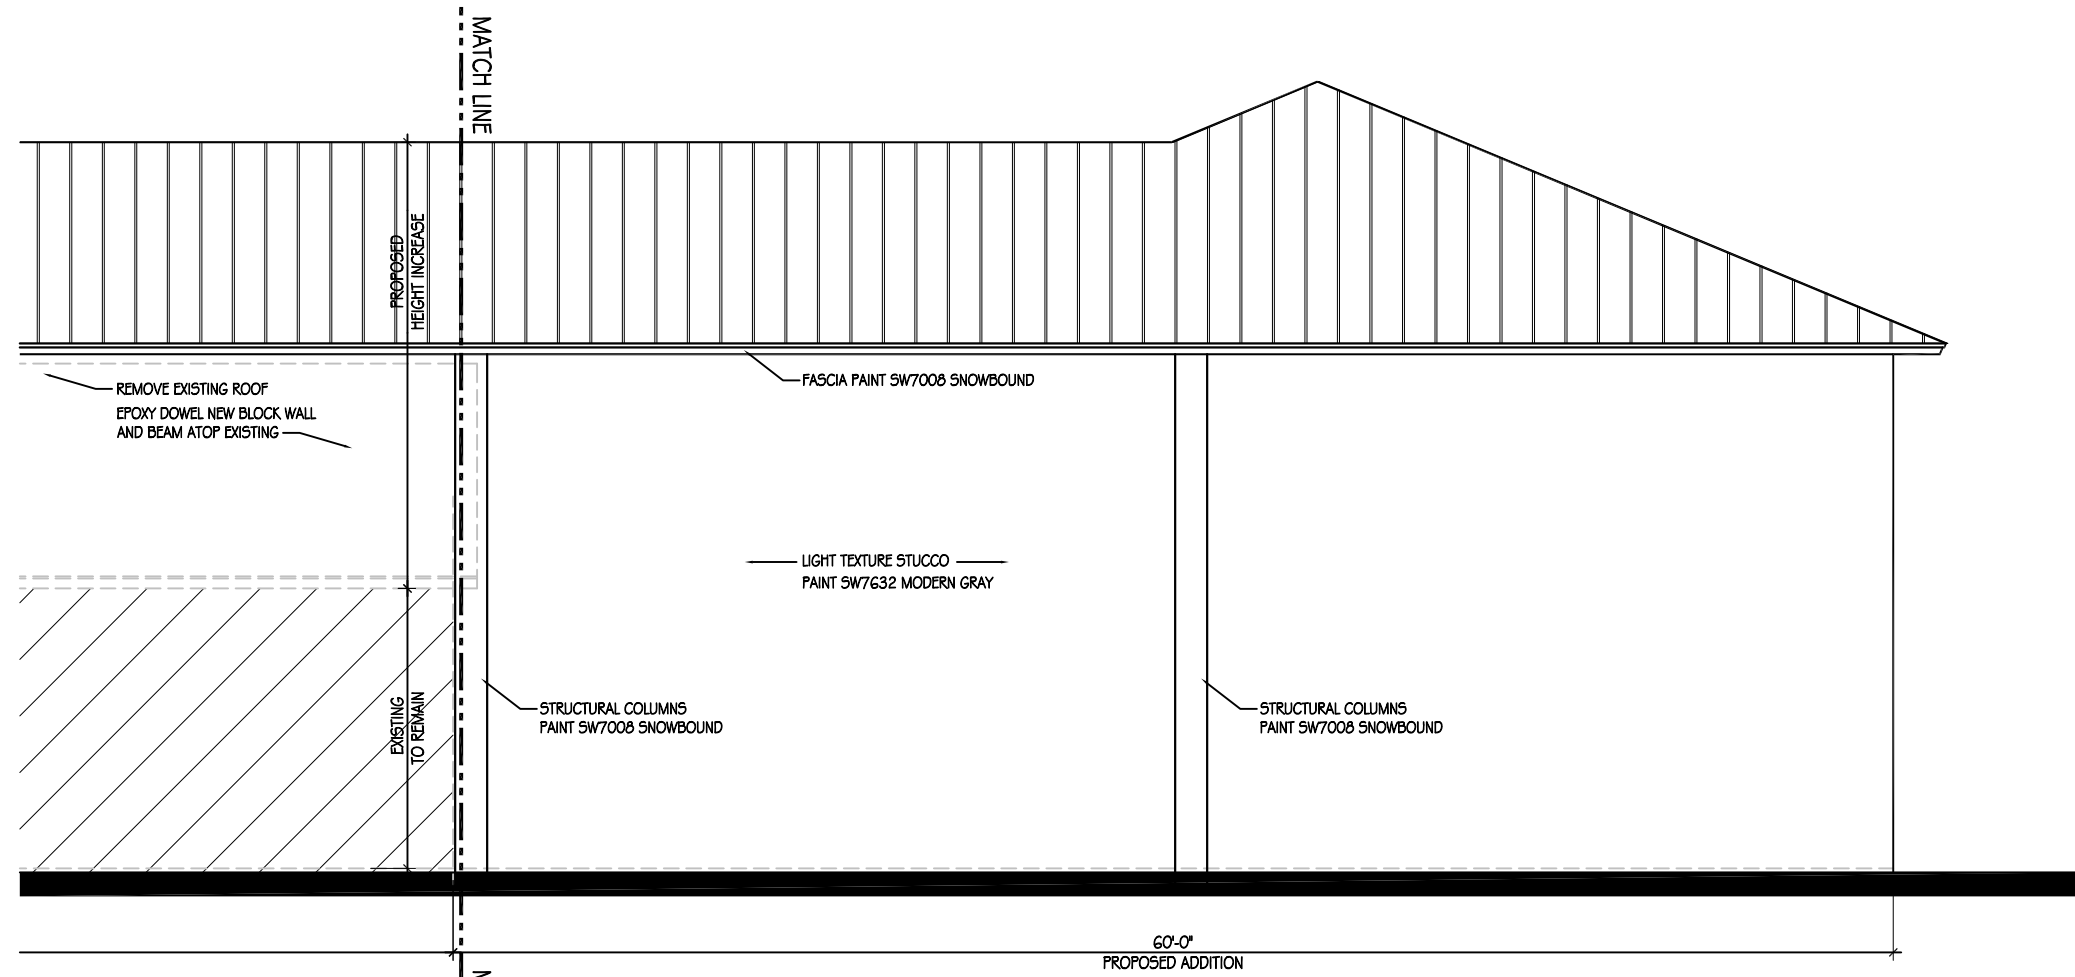 MATCH LINE
PROPOSED
HEIGHT INCREASE
REMOVE EXISTING ROOF
EPOXY DOWEL NEW BLOCK WALL
AND BEAM ATOP EXISTING
FASCIA PAINT SW7008 SNOWBOUND
LIGHT TEXTURE STUCCO
PAINT SW7632 MODERN GRAY
EXISTING
TO REMAIN
STRUCTURAL COLUMNS
PAINT SW7008 SNOWBOUND
STRUCTURAL COLUMNS
PAINT SW7008 SNOWBOUND
60'-0"
PROPOSED ADDITION